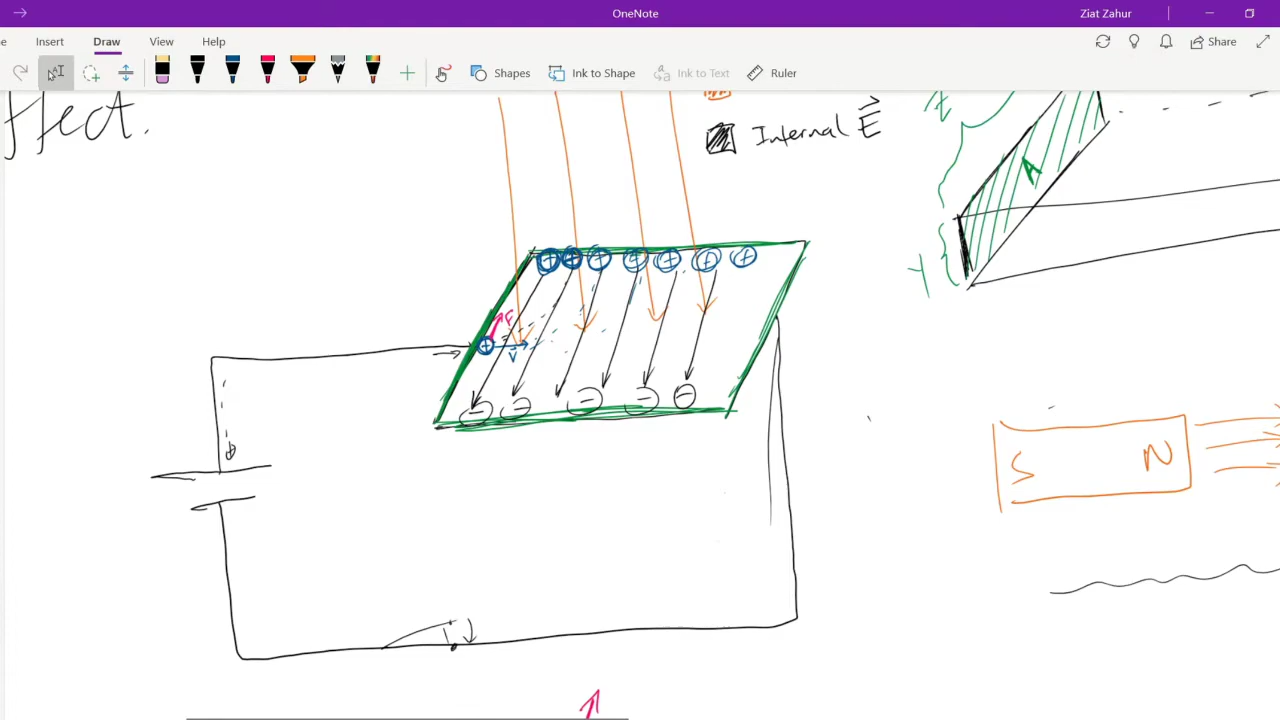 OneNote
Ziat Zahur
Insert
Draw
View
Help
Share
Shapes
Ink to Shape
Ink to Text
Ruler
ffect.
Internal E
A
F
V
S
N